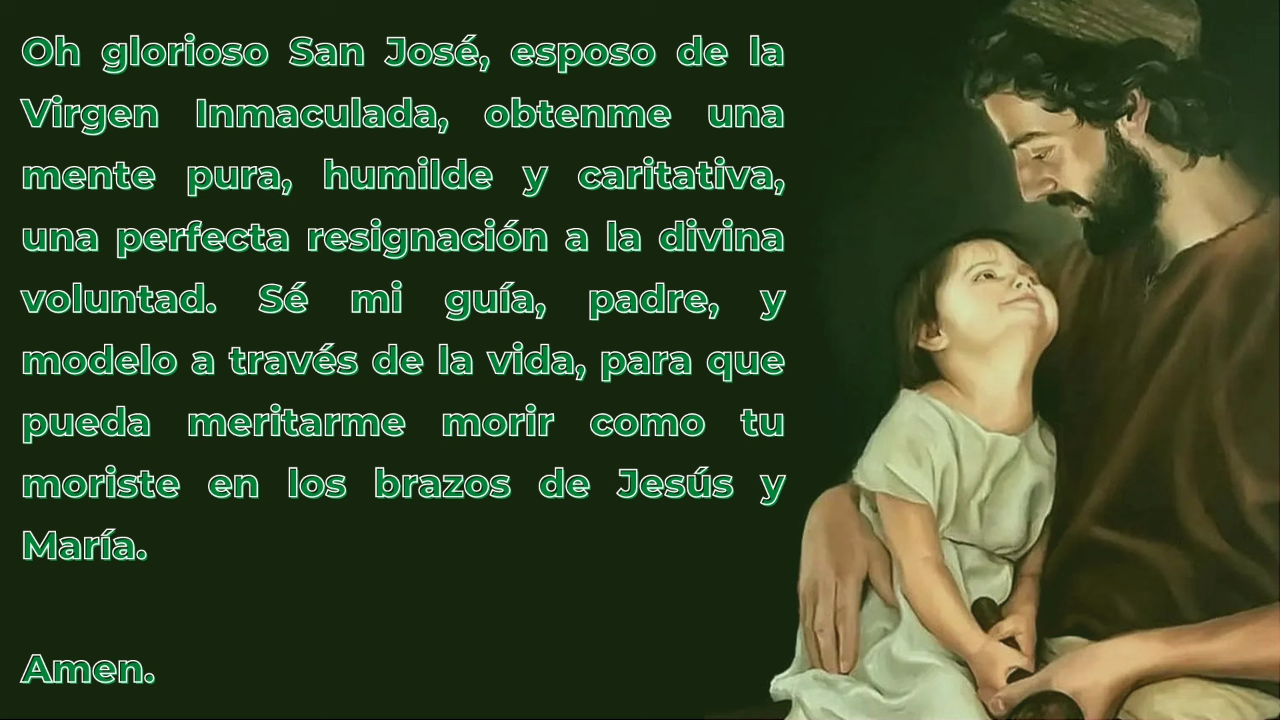 Oh glorioso San José, esposo de la
Virgen Inmaculada, obtenme una
mente pura, humilde y caritativa,
una perfecta resignación a la divina
voluntad. Sé mi guía, padre, y
modelo a través de la vida, para que
pueda meritarme morir como tu
moriste en los brazos de Jesús y
María.
Amen.